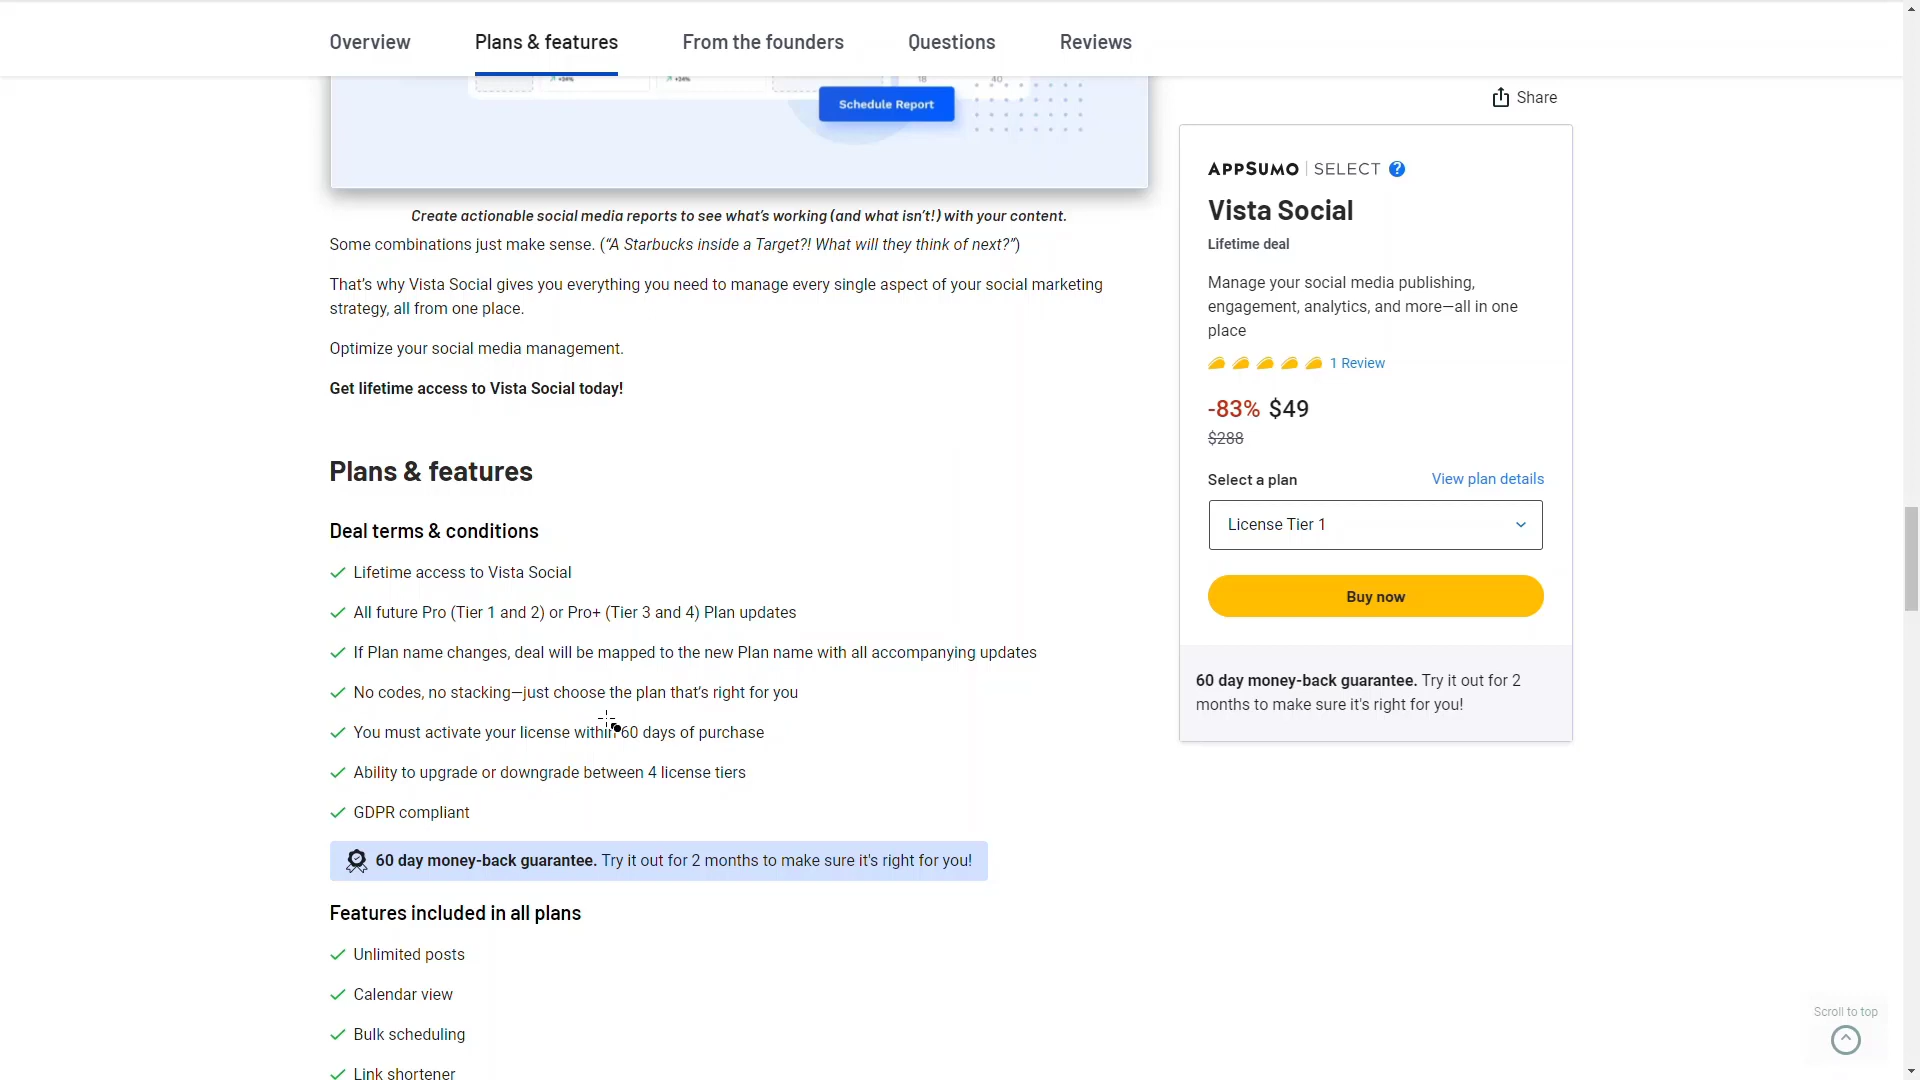 Overview
Plans & features
From the founders
Questions
Reviews
+34%
+34%
18
40
Schedule Report
Share
Create actionable social media reports to see what's working (and what isn't!) with your content.
Some combinations just make sense. (“A Starbucks inside a Target?! What will they think of next?”)
That's why Vista Social gives you everything you need to manage every single aspect of your social marketing
strategy, all from one place.
Optimize your social media management.
Get lifetime access to Vista Social today!
Plans & features
Deal terms & conditions
Lifetime access to Vista Social
All future Pro (Tier 1 and 2) or Pro+ (Tier 3 and 4) Plan updates
If Plan name changes, deal will be mapped to the new Plan name with all accompanying updates
No codes, no stacking—just choose the plan that's right for you
You must activate your license within 60 days of purchase
Ability to upgrade or downgrade between 4 license tiers
GDPR compliant
60 day money-back guarantee. Try it out for 2 months to make sure it's right for you!
Features included in all plans
Unlimited posts
Calendar view
Bulk scheduling
Link shortener
APPSUMO | SELECT ?
Vista Social
Lifetime deal
Manage your social media publishing,
engagement, analytics, and more—all in one
place
1 Review
-83% $49
$288
Select a plan
View plan details
License Tier 1
Buy now
60 day money-back guarantee. Try it out for 2
months to make sure it's right for you!
Scroll to top